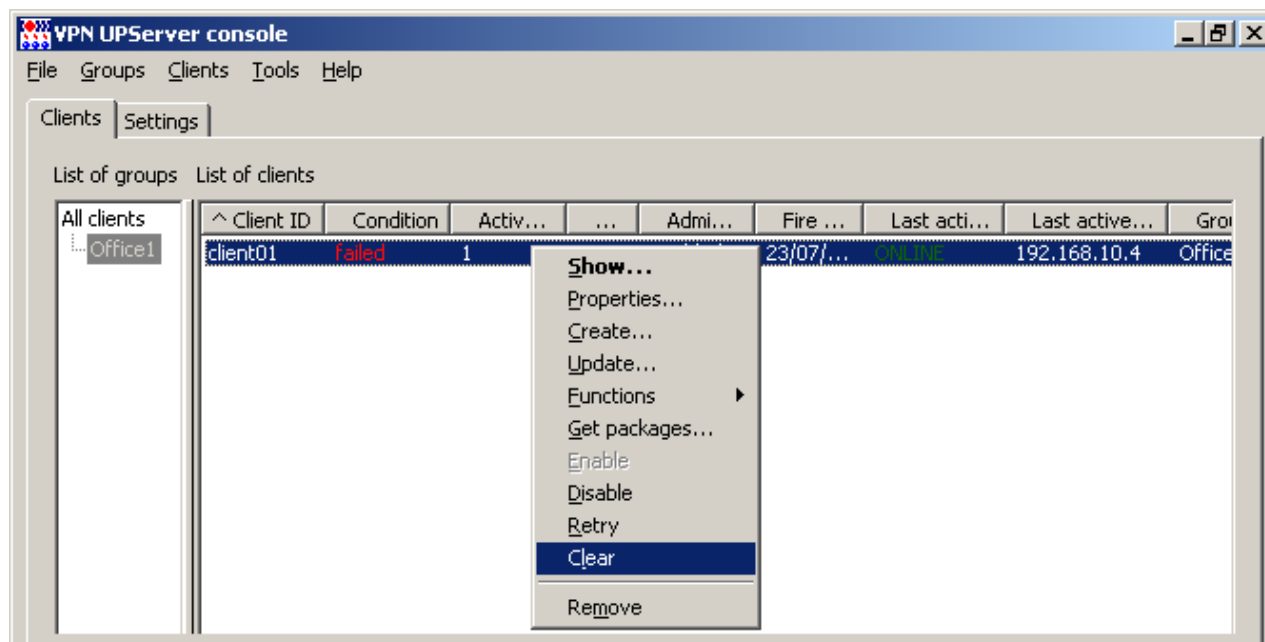 VPN UPServer console
File Groups Clients Tools Help
Clients Settings
List of groups List of clients
All clients ^ Client ID Condition Activ... ... Admi... Fire ... Last acti... Last active... Grou
Office1 client01 failed 1 23/07/... ONLINE 192.168.10.4 Office
Show...
Properties...
Create...
Update...
Functions
Get packages...
Enable
Disable
Retry
Clear
Remove